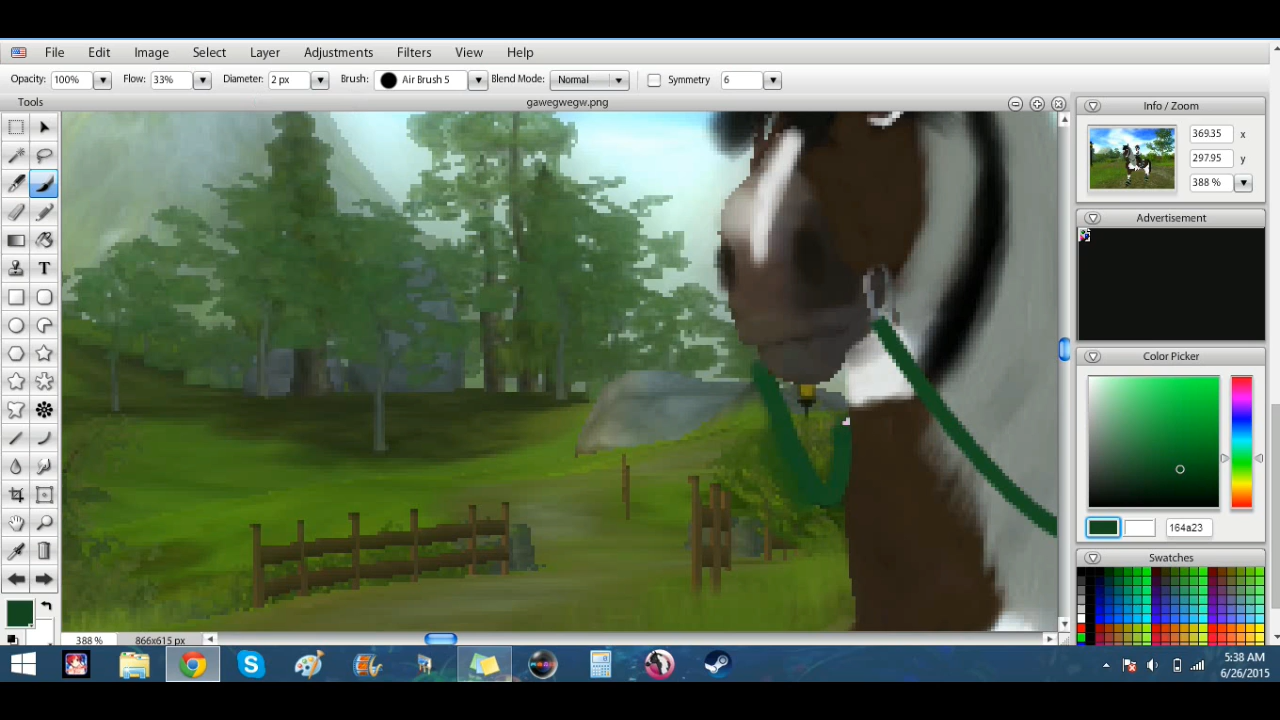 File Edit Image Select Layer Adjustments Filters View Help
Opacity: 100% Flow: 33% Diameter: 2 px Brush: Air Brush 5 Blend Mode: Normal Symmetry 6
Tools
gawegwegw.png
Info / Zoom
369.35 x
297.95 y
388 %
Advertisement
Color Picker
164a23
Swatches
T
388 % 866x615 px
5:38 AM
6/26/2015